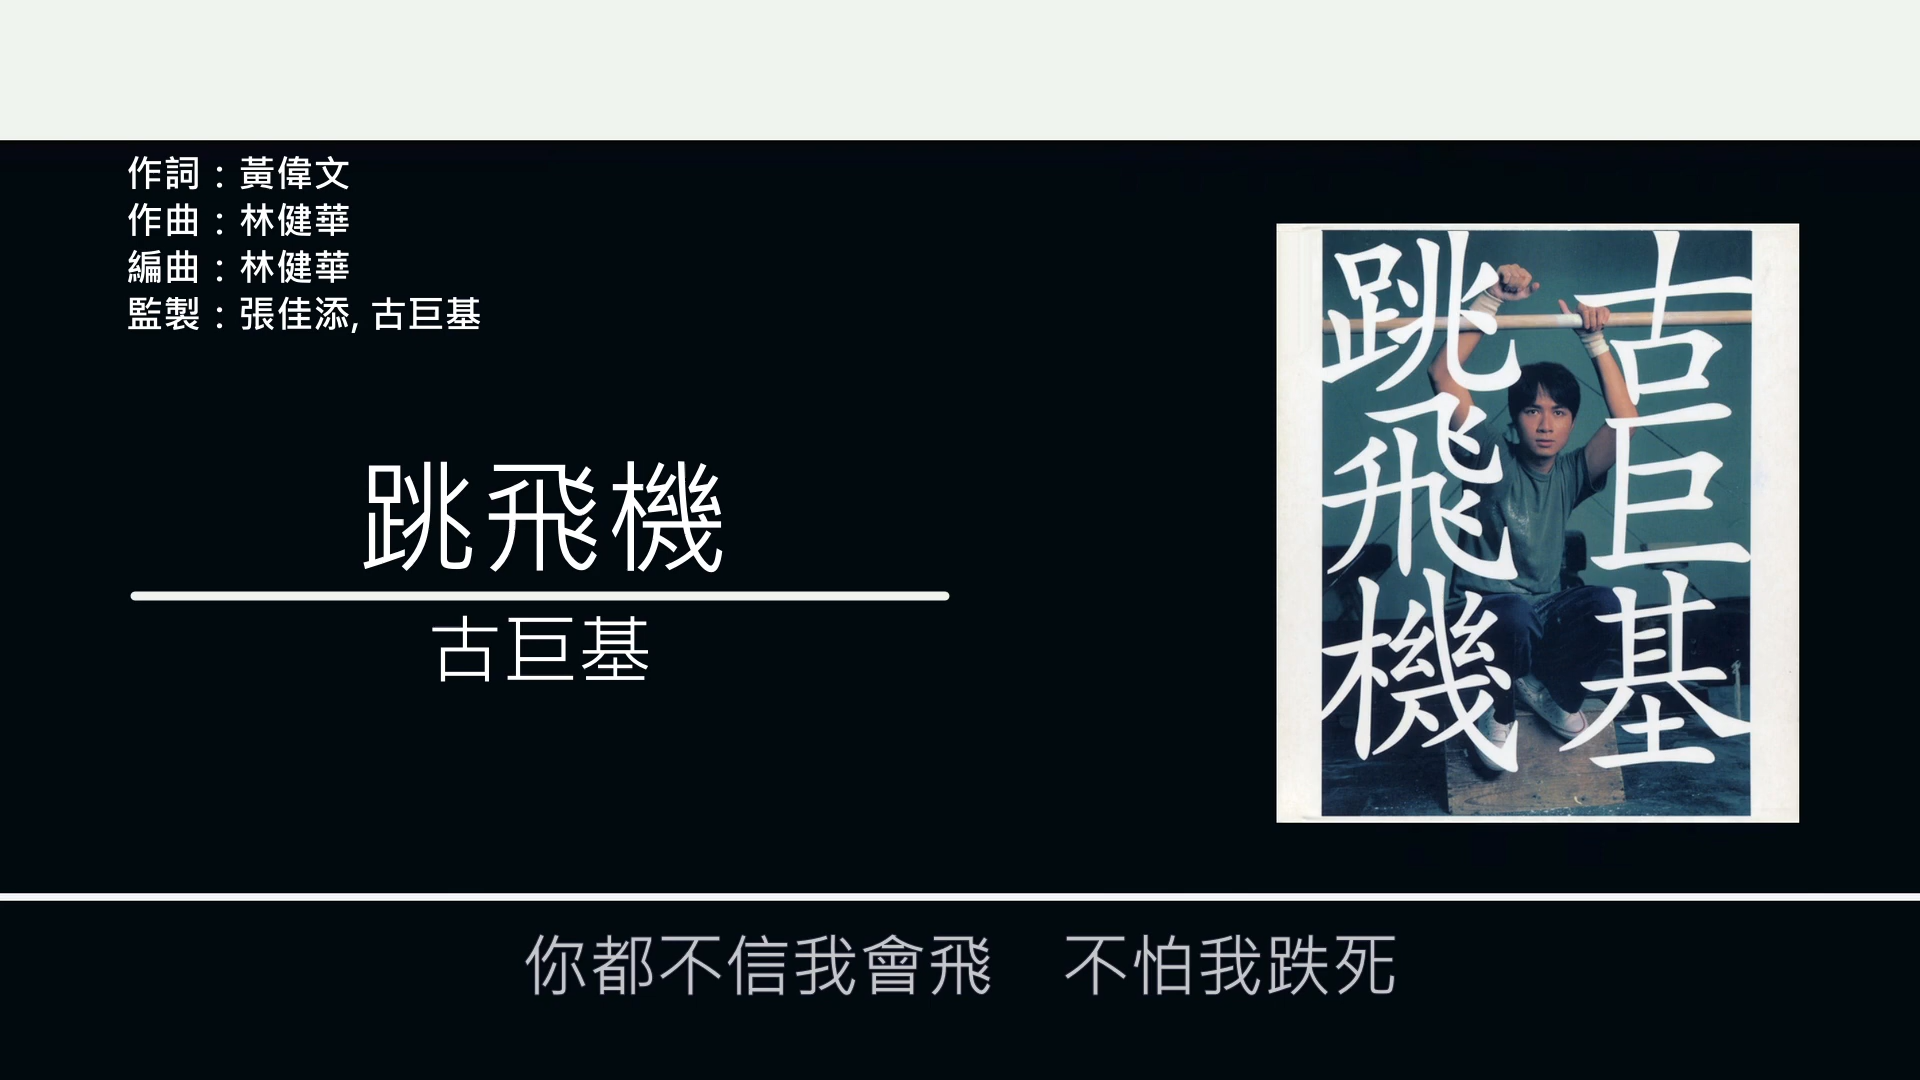 作詞：黃偉文
作曲：林健華
編曲：林健華
監製：張佳添, 古巨基
跳飛機
古巨基
古巨基
跳飛機
你都不信我會飛　不怕我跌死